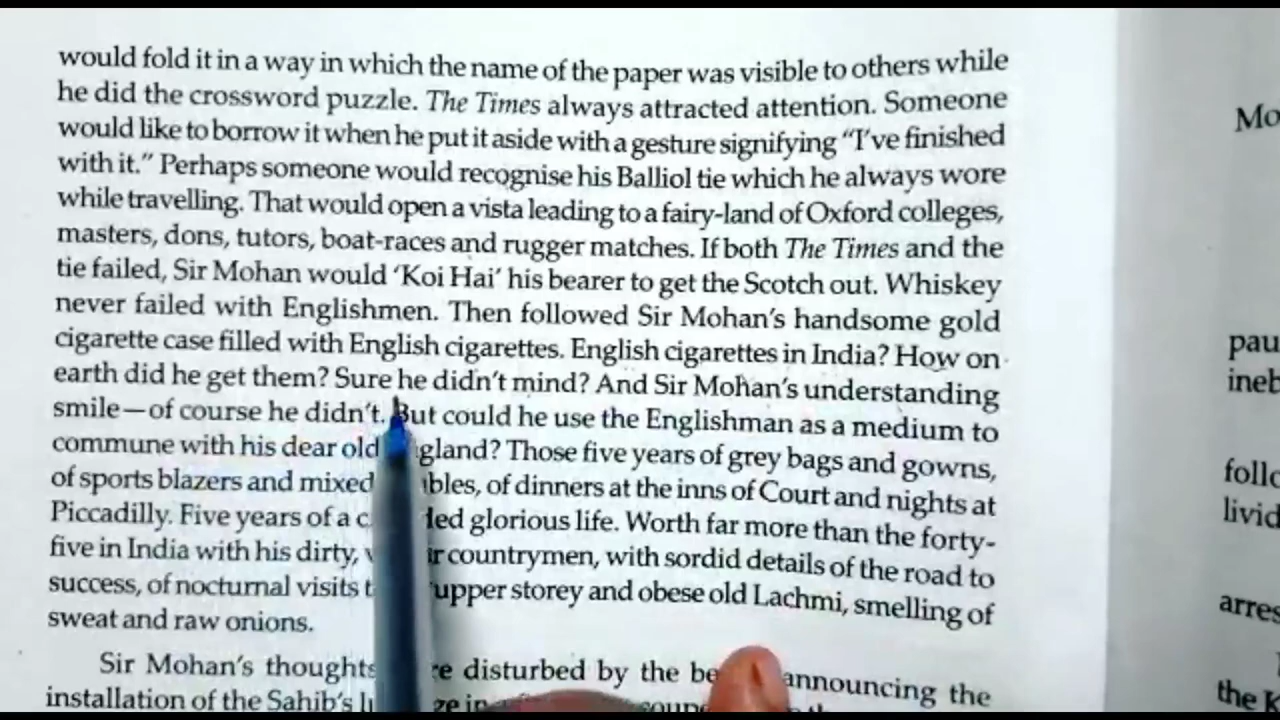 would fold it in a way in which the name of the paper was visible to others while
he did the crossword puzzle. The Times always attracted attention. Someone
would like to borrow it when he put it aside with a gesture signifying “I’ve finished
with it.” Perhaps someone would recognise his Balliol tie which he always wore
while travelling. That would open a vista leading to a fairy-land of Oxford colleges,
masters, dons, tutors, boat-races and rugger matches. If both The Times and the
tie failed, Sir Mohan would ‘Koi Hai’ his bearer to get the Scotch out. Whiskey
never failed with Englishmen. Then followed Sir Mohan’s handsome gold
cigarette case filled with English cigarettes. English cigarettes in India? How on
earth did he get them? Sure he didn’t mind? And Sir Mohan’s understanding
smile—of course he didn’t. But could he use the Englishman as a medium to
commune with his dear old gland? Those five years of grey bags and gowns,
of sports blazers and mixed bles, of dinners at the inns of Court and nights at
Piccadilly. Five years of a c ded glorious life. Worth far more than the forty-
five in India with his dirty, v r countrymen, with sordid details of the road to
success, of nocturnal visits t upper storey and obese old Lachmi, smelling of
sweat and raw onions.
Sir Mohan’s thoughts re disturbed by the be announcing the
installation of the Sahib’s
Mo
pau
ineb
follo
livid
arres
the K